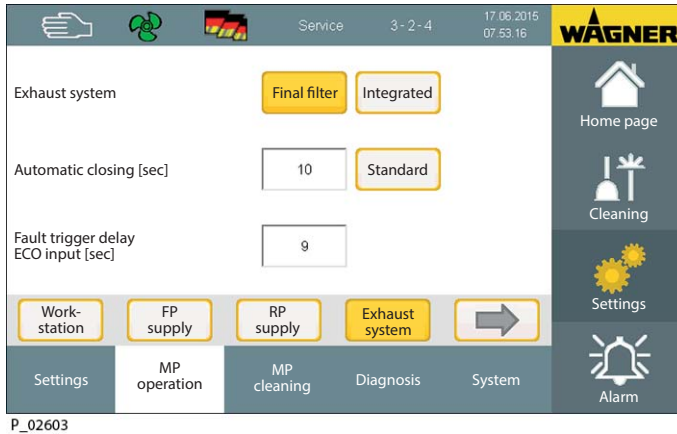 Service 3-2-4 17.06.2015
07.53.16
WAGNER
Exhaust system Final filter Integrated
Home page
Automatic closing [sec] 10 Standard
Cleaning
Fault trigger delay
ECO input [sec] 9
Settings
Work-
station
FP
supply
RP
supply
Exhaust
system
Settings
MP
operation
MP
cleaning
Diagnosis
System
Alarm
P_02603